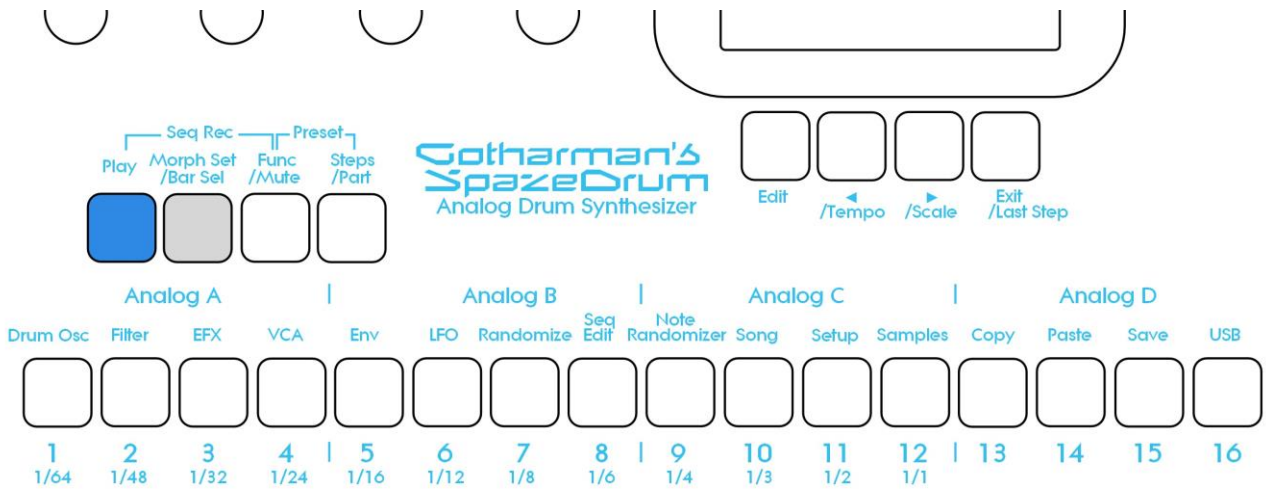 Seq Rec Preset
Play Morph Set /Bar Sel Func /Mute Steps /Part
Gotharman's
SpazeDrum
Analog Drum Synthesizer
Edit ◄ /Tempo ► /Scale Exit /Last Step
Analog A | Analog B | Analog C | Analog D
Drum Osc Filter EFX VCA Env LFO Randomize Seq Edit Note Randomizer Song Setup Samples Copy Paste Save USB
1 2 3 4 | 5 6 7 8 | 9 10 11 12 | 13 14 15 16
1/64 1/48 1/32 1/24 1/16 1/12 1/8 1/6 1/4 1/3 1/2 1/1